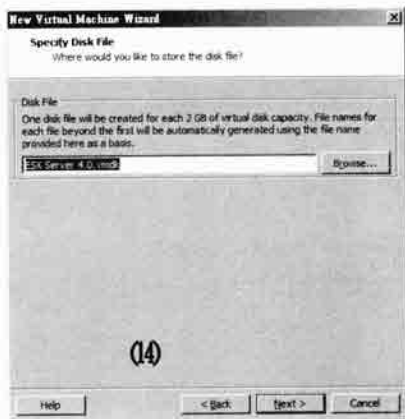 New Virtual Machine Wizard
Specify Disk File
Where would you like to store the disk file?
Disk File
One disk file will be created for each 2 GB of virtual disk capacity. File names for
each file beyond the first will be automatically generated using the file name
provided here as a basis.
ESX Server 4.0.vmdk
Browse...
(14)
Help
< Back
Next >
Cancel